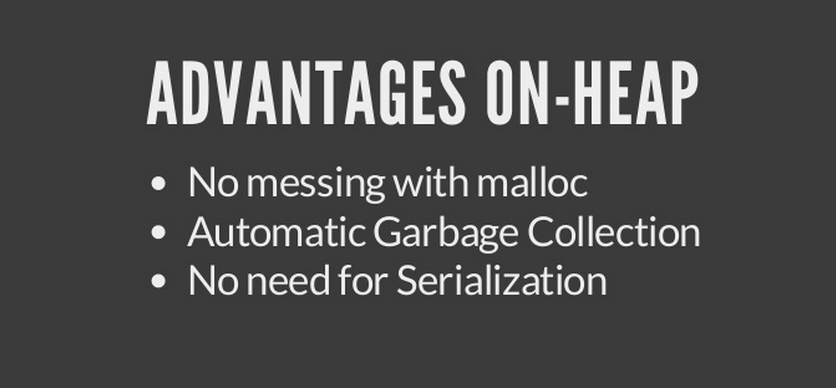 ADVANTAGES ON-HEAP
• No messing with malloc
• Automatic Garbage Collection
• No need for Serialization